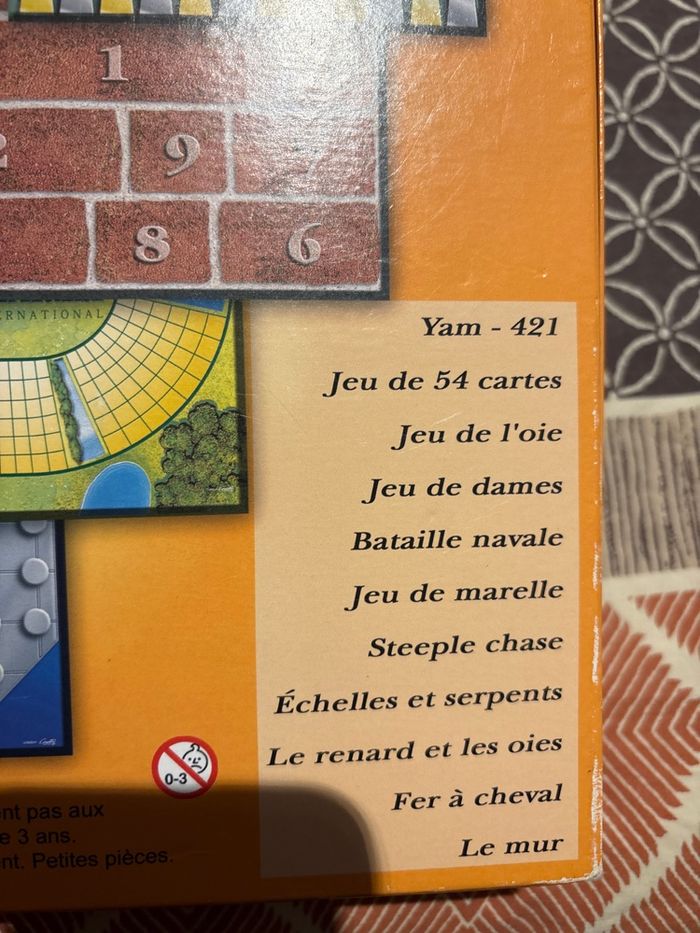 1
9
8
6
ERNATIONAL
Yam - 421
Jeu de 54 cartes
Jeu de l'oie
Jeu de dames
Bataille navale
Jeu de marelle
Steeple chase
Échelles et serpents
Le renard et les oies
Fer à cheval
Le mur
0-3
ent pas aux
e 3 ans.
nt. Petites pièces.